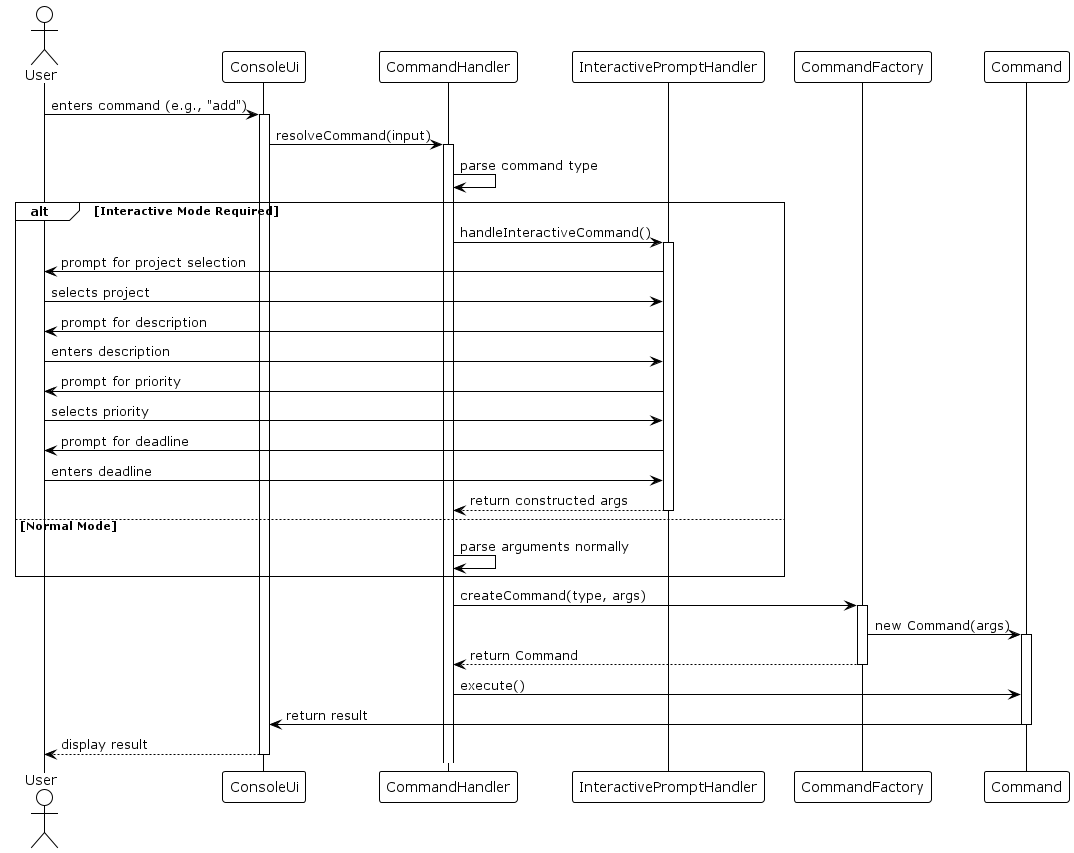 User
ConsoleUi
CommandHandler
InteractivePromptHandler
CommandFactory
Command
enters command (e.g., "add")
resolveCommand(input)
parse command type
alt
[Interactive Mode Required]
handleInteractiveCommand()
prompt for project selection
selects project
prompt for description
enters description
prompt for priority
selects priority
prompt for deadline
enters deadline
return constructed args
[Normal Mode]
parse arguments normally
createCommand(type, args)
new Command(args)
return Command
execute()
return result
display result
User
ConsoleUi
CommandHandler
InteractivePromptHandler
CommandFactory
Command